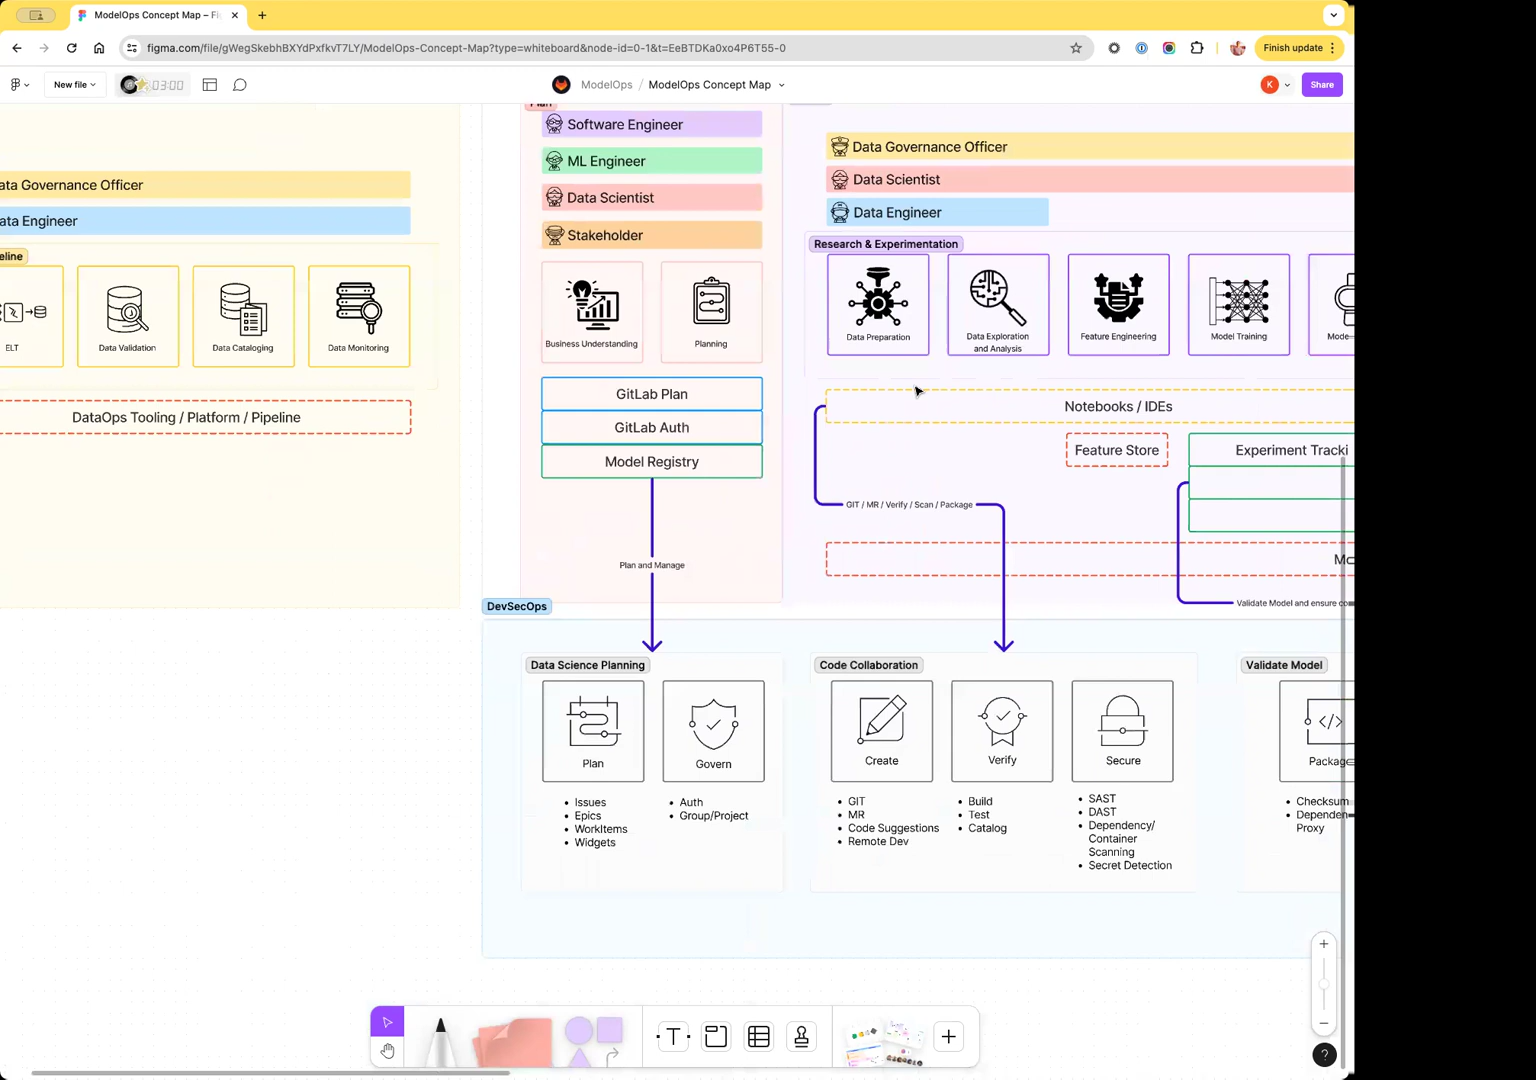 ModelOps Concept Map – Fi
figma.com/file/gWegSkebhBXYdPxfkvT7LY/ModelOps-Concept-Map?type=whiteboard&node-id=0-1&t=EeBTDKa0xo4P6T55-0
Finish update
New file
03:00
ModelOps / ModelOps Concept Map
K
Share
Plan
Software Engineer
ML Engineer
Data Scientist
Stakeholder
Business Understanding
Planning
GitLab Plan
GitLab Auth
Model Registry
Plan and Manage
ata Governance Officer
ata Engineer
eline
ELT
Data Validation
Data Cataloging
Data Monitoring
DataOps Tooling / Platform / Pipeline
Data Governance Officer
Data Scientist
Data Engineer
Research & Experimentation
Data Preparation
Data Exploration
and Analysis
Feature Engineering
Model Training
Mode
Notebooks / IDEs
Feature Store
Experiment Tracki
GIT / MR / Verify / Scan / Package
Mo
Validate Model and ensure co
DevSecOps
Data Science Planning
Plan
Govern
• Issues
• Epics
• WorkItems
• Widgets
• Auth
• Group/Project
Code Collaboration
Create
Verify
Secure
• GIT
• MR
• Code Suggestions
• Remote Dev
• Build
• Test
• Catalog
• SAST
• DAST
• Dependency/
Container
Scanning
• Secret Detection
Validate Model
</>
Package
• Checksum
• Dependen
Proxy
T
?